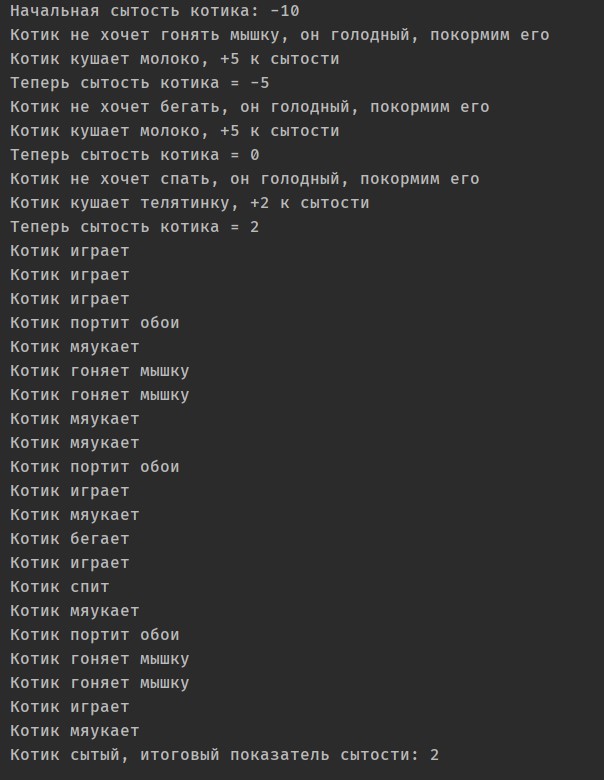 Начальная сытость котика: -10
Котик не хочет гонять мышку, он голодный, покормим его
Котик кушает молоко, +5 к сытости
Теперь сытость котика = -5
Котик не хочет бегать, он голодный, покормим его
Котик кушает молоко, +5 к сытости
Теперь сытость котика = 0
Котик не хочет спать, он голодный, покормим его
Котик кушает телятинку, +2 к сытости
Теперь сытость котика = 2
Котик играет
Котик играет
Котик играет
Котик портит обои
Котик мяукает
Котик гоняет мышку
Котик гоняет мышку
Котик мяукает
Котик мяукает
Котик портит обои
Котик играет
Котик мяукает
Котик бегает
Котик играет
Котик спит
Котик мяукает
Котик портит обои
Котик гоняет мышку
Котик гоняет мышку
Котик играет
Котик мяукает
Котик сытый, итоговый показатель сытости: 2